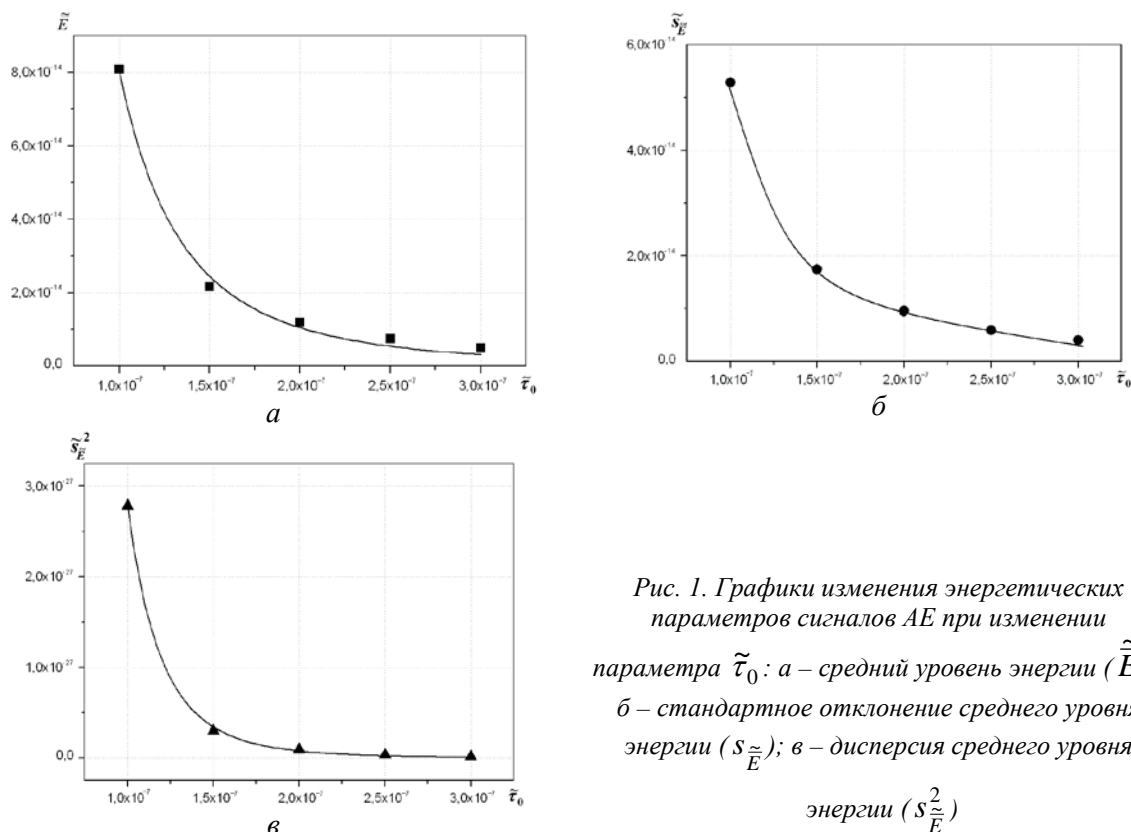 Ẽ
8,0x10⁻¹⁴
6,0x10⁻¹⁴
4,0x10⁻¹⁴
2,0x10⁻¹⁴
0,0
1,0x10⁻⁷ 1,5x10⁻⁷ 2,0x10⁻⁷ 2,5x10⁻⁷ 3,0x10⁻⁷ τ̃₀
а
s̃_Ẽ
6,0x10⁻¹⁴
4,0x10⁻¹⁴
2,0x10⁻¹⁴
0,0
1,0x10⁻⁷ 1,5x10⁻⁷ 2,0x10⁻⁷ 2,5x10⁻⁷ 3,0x10⁻⁷ τ̃₀
б
s̃_Ẽ²
3,0x10⁻²⁷
2,0x10⁻²⁷
1,0x10⁻²⁷
0,0
1,0x10⁻⁷ 1,5x10⁻⁷ 2,0x10⁻⁷ 2,5x10⁻⁷ 3,0x10⁻⁷ τ̃₀
в
Рис. 1. Графики изменения энергетических
параметров сигналов АЕ при изменении
параметра τ̃₀: а – средний уровень энергии (Ẽ̄
б – стандартное отклонение среднего уровня
энергии (s_Ẽ̄); в – дисперсия среднего уровня
энергии (s²_Ẽ̄)